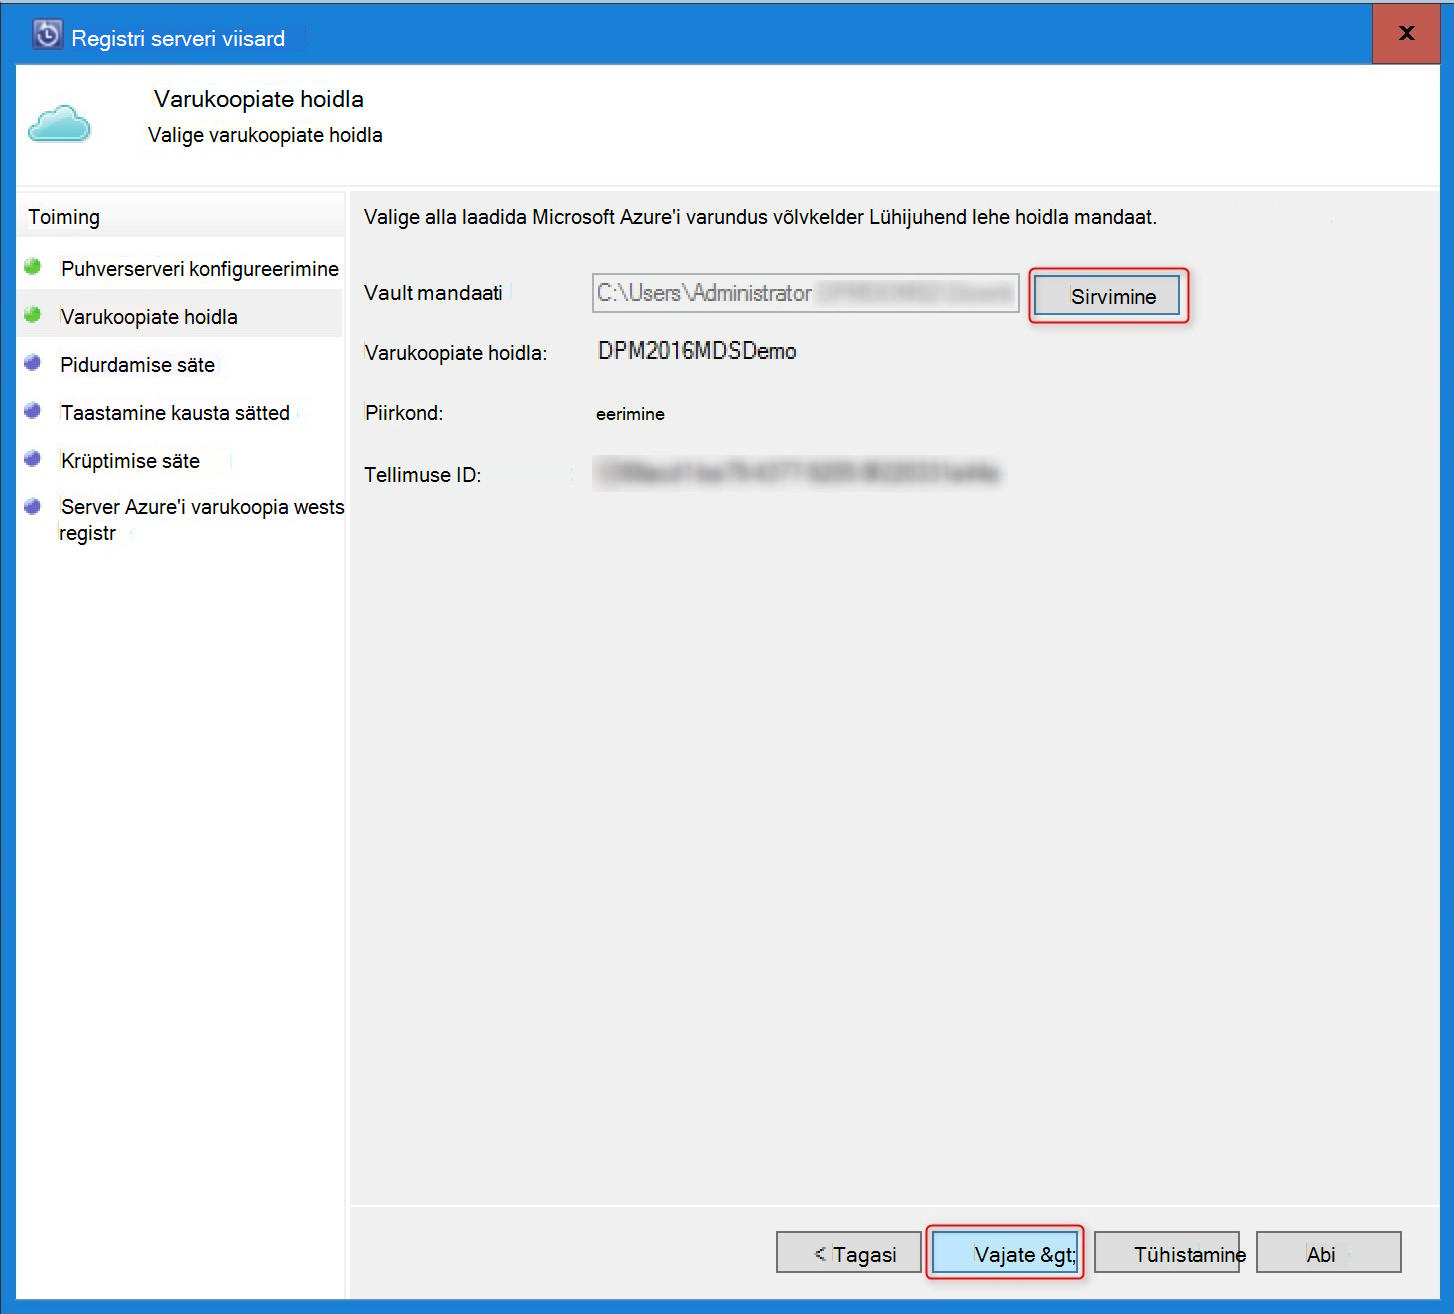 Registri serveri viisard
x
Varukoopiate hoidla
Valige varukoopiate hoidla
Toiming
Puhverserveri konfigureerimine
Varukoopiate hoidla
Pidurdamise säte
Taastamine kausta sätted
Krüptimise säte
Server Azure'i varukoopia wests
registr
Valige alla laadida Microsoft Azure'i varundus võlvkelder Lühijuhend lehe hoidla mandaat.
Vault mandaati
C:\Users\Administrator
Sirvimine
Varukoopiate hoidla:
DPM2016MDSDemo
Piirkond:
eerimine
Tellimuse ID:
< Tagasi
Vajate &gt;
Tühistamine
Abi